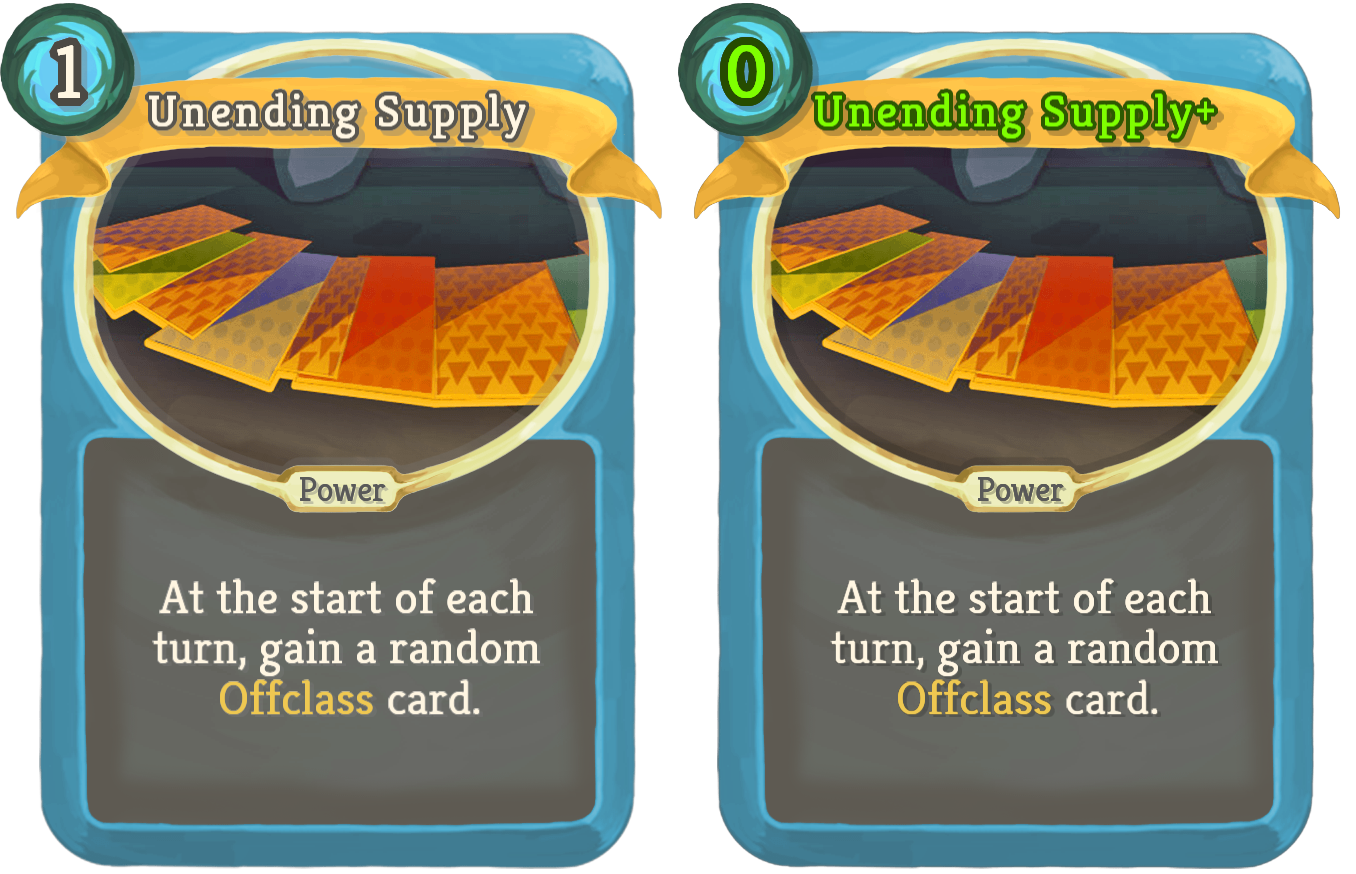 1
Unending Supply
Power
At the start of each
turn, gain a random
Offclass card.
0
Unending Supply+
Power
At the start of each
turn, gain a random
Offclass card.